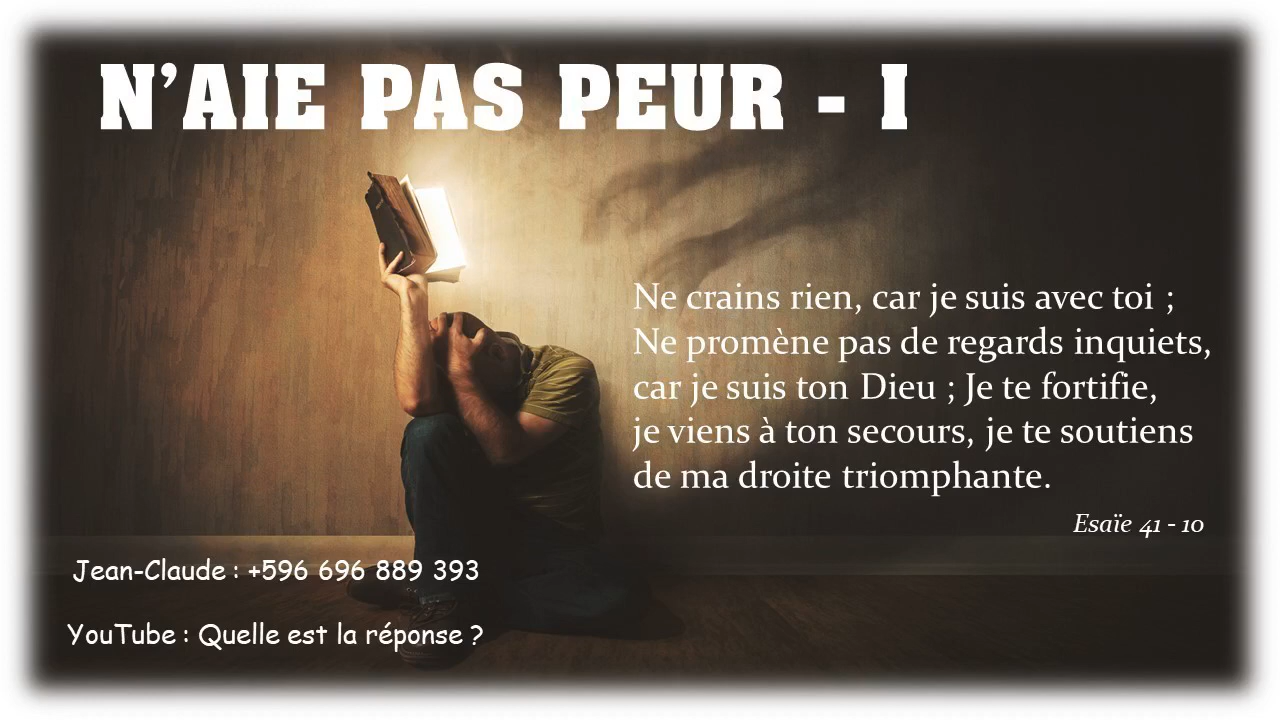 N’AIE PAS PEUR - I
Ne crains rien, car je suis avec toi ;
Ne promène pas de regards inquiets,
car je suis ton Dieu ; Je te fortifie,
je viens à ton secours, je te soutiens
de ma droite triomphante.
Esaïe 41 - 10
Jean-Claude : +596 696 889 393
YouTube : Quelle est la réponse ?